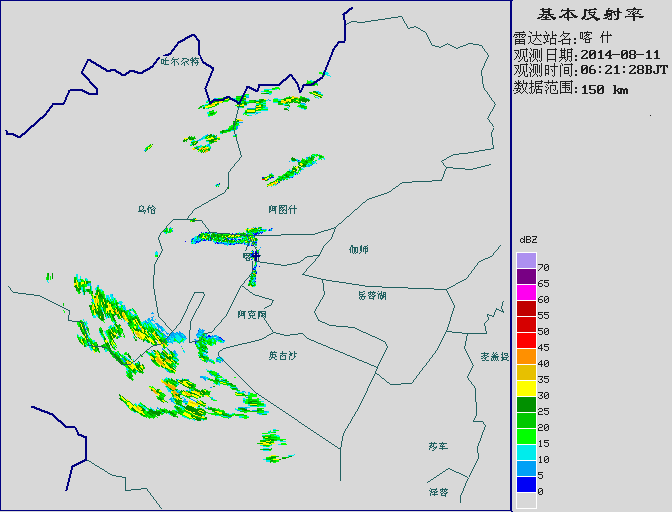 基本反射率
雷达站名:喀 什
观测日期:2014-08-11
观测时间:06:21:28BJT
数据范围:150 km
吐尔尕特
乌恰
阿图什
喀
伽师
岳普湖
阿克陶
英吉沙
麦盖提
莎车
泽普
dBZ
70
65
60
55
50
45
40
35
30
25
20
15
10
5
0